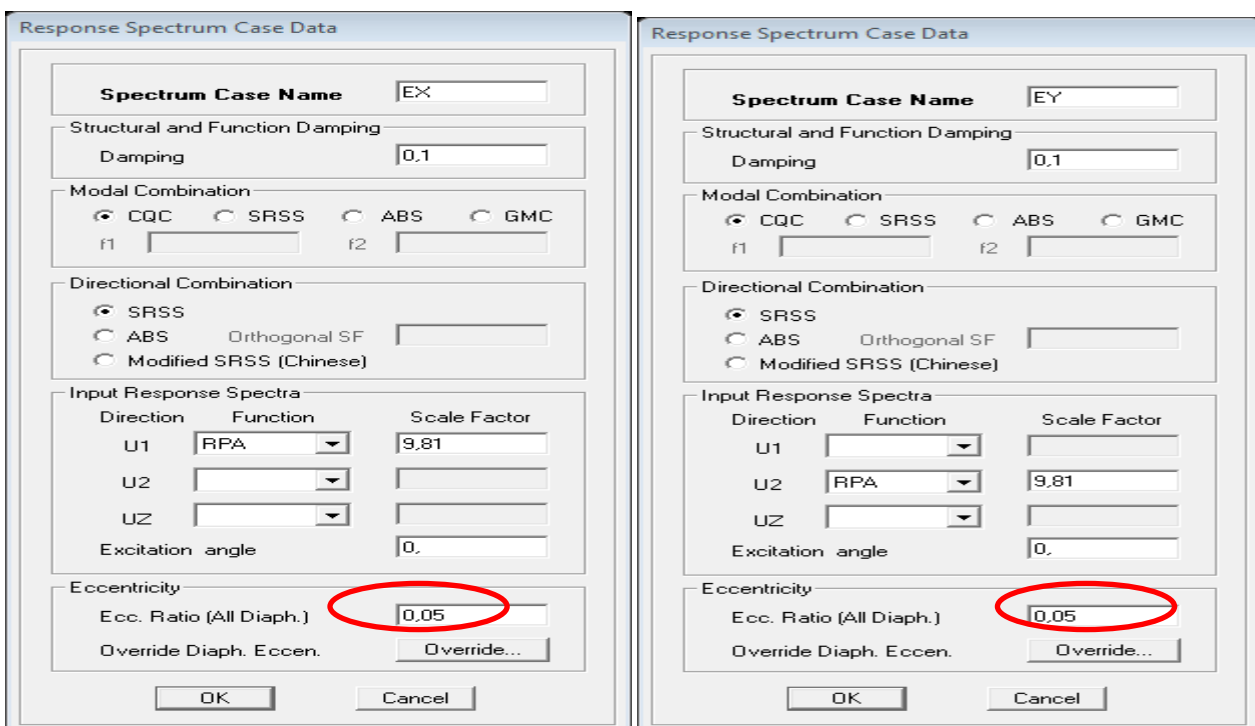 Response Spectrum Case Data
Spectrum Case Name EX
Structural and Function Damping
Damping 0,1
Modal Combination
CQC SRSS ABS GMC
f1 f2
Directional Combination
SRSS
ABS Orthogonal SF
Modified SRSS (Chinese)
Input Response Spectra
Direction Function Scale Factor
U1 RPA 9,81
U2
UZ
Excitation angle 0,
Eccentricity
Ecc. Ratio (All Diaph.) 0,05
Override Diaph. Eccen. Override...
OK Cancel
Response Spectrum Case Data
Spectrum Case Name EY
Structural and Function Damping
Damping 0,1
Modal Combination
CQC SRSS ABS GMC
f1 f2
Directional Combination
SRSS
ABS Orthogonal SF
Modified SRSS (Chinese)
Input Response Spectra
Direction Function Scale Factor
U1
U2 RPA 9,81
UZ
Excitation angle 0,
Eccentricity
Ecc. Ratio (All Diaph.) 0,05
Override Diaph. Eccen. Override...
OK Cancel